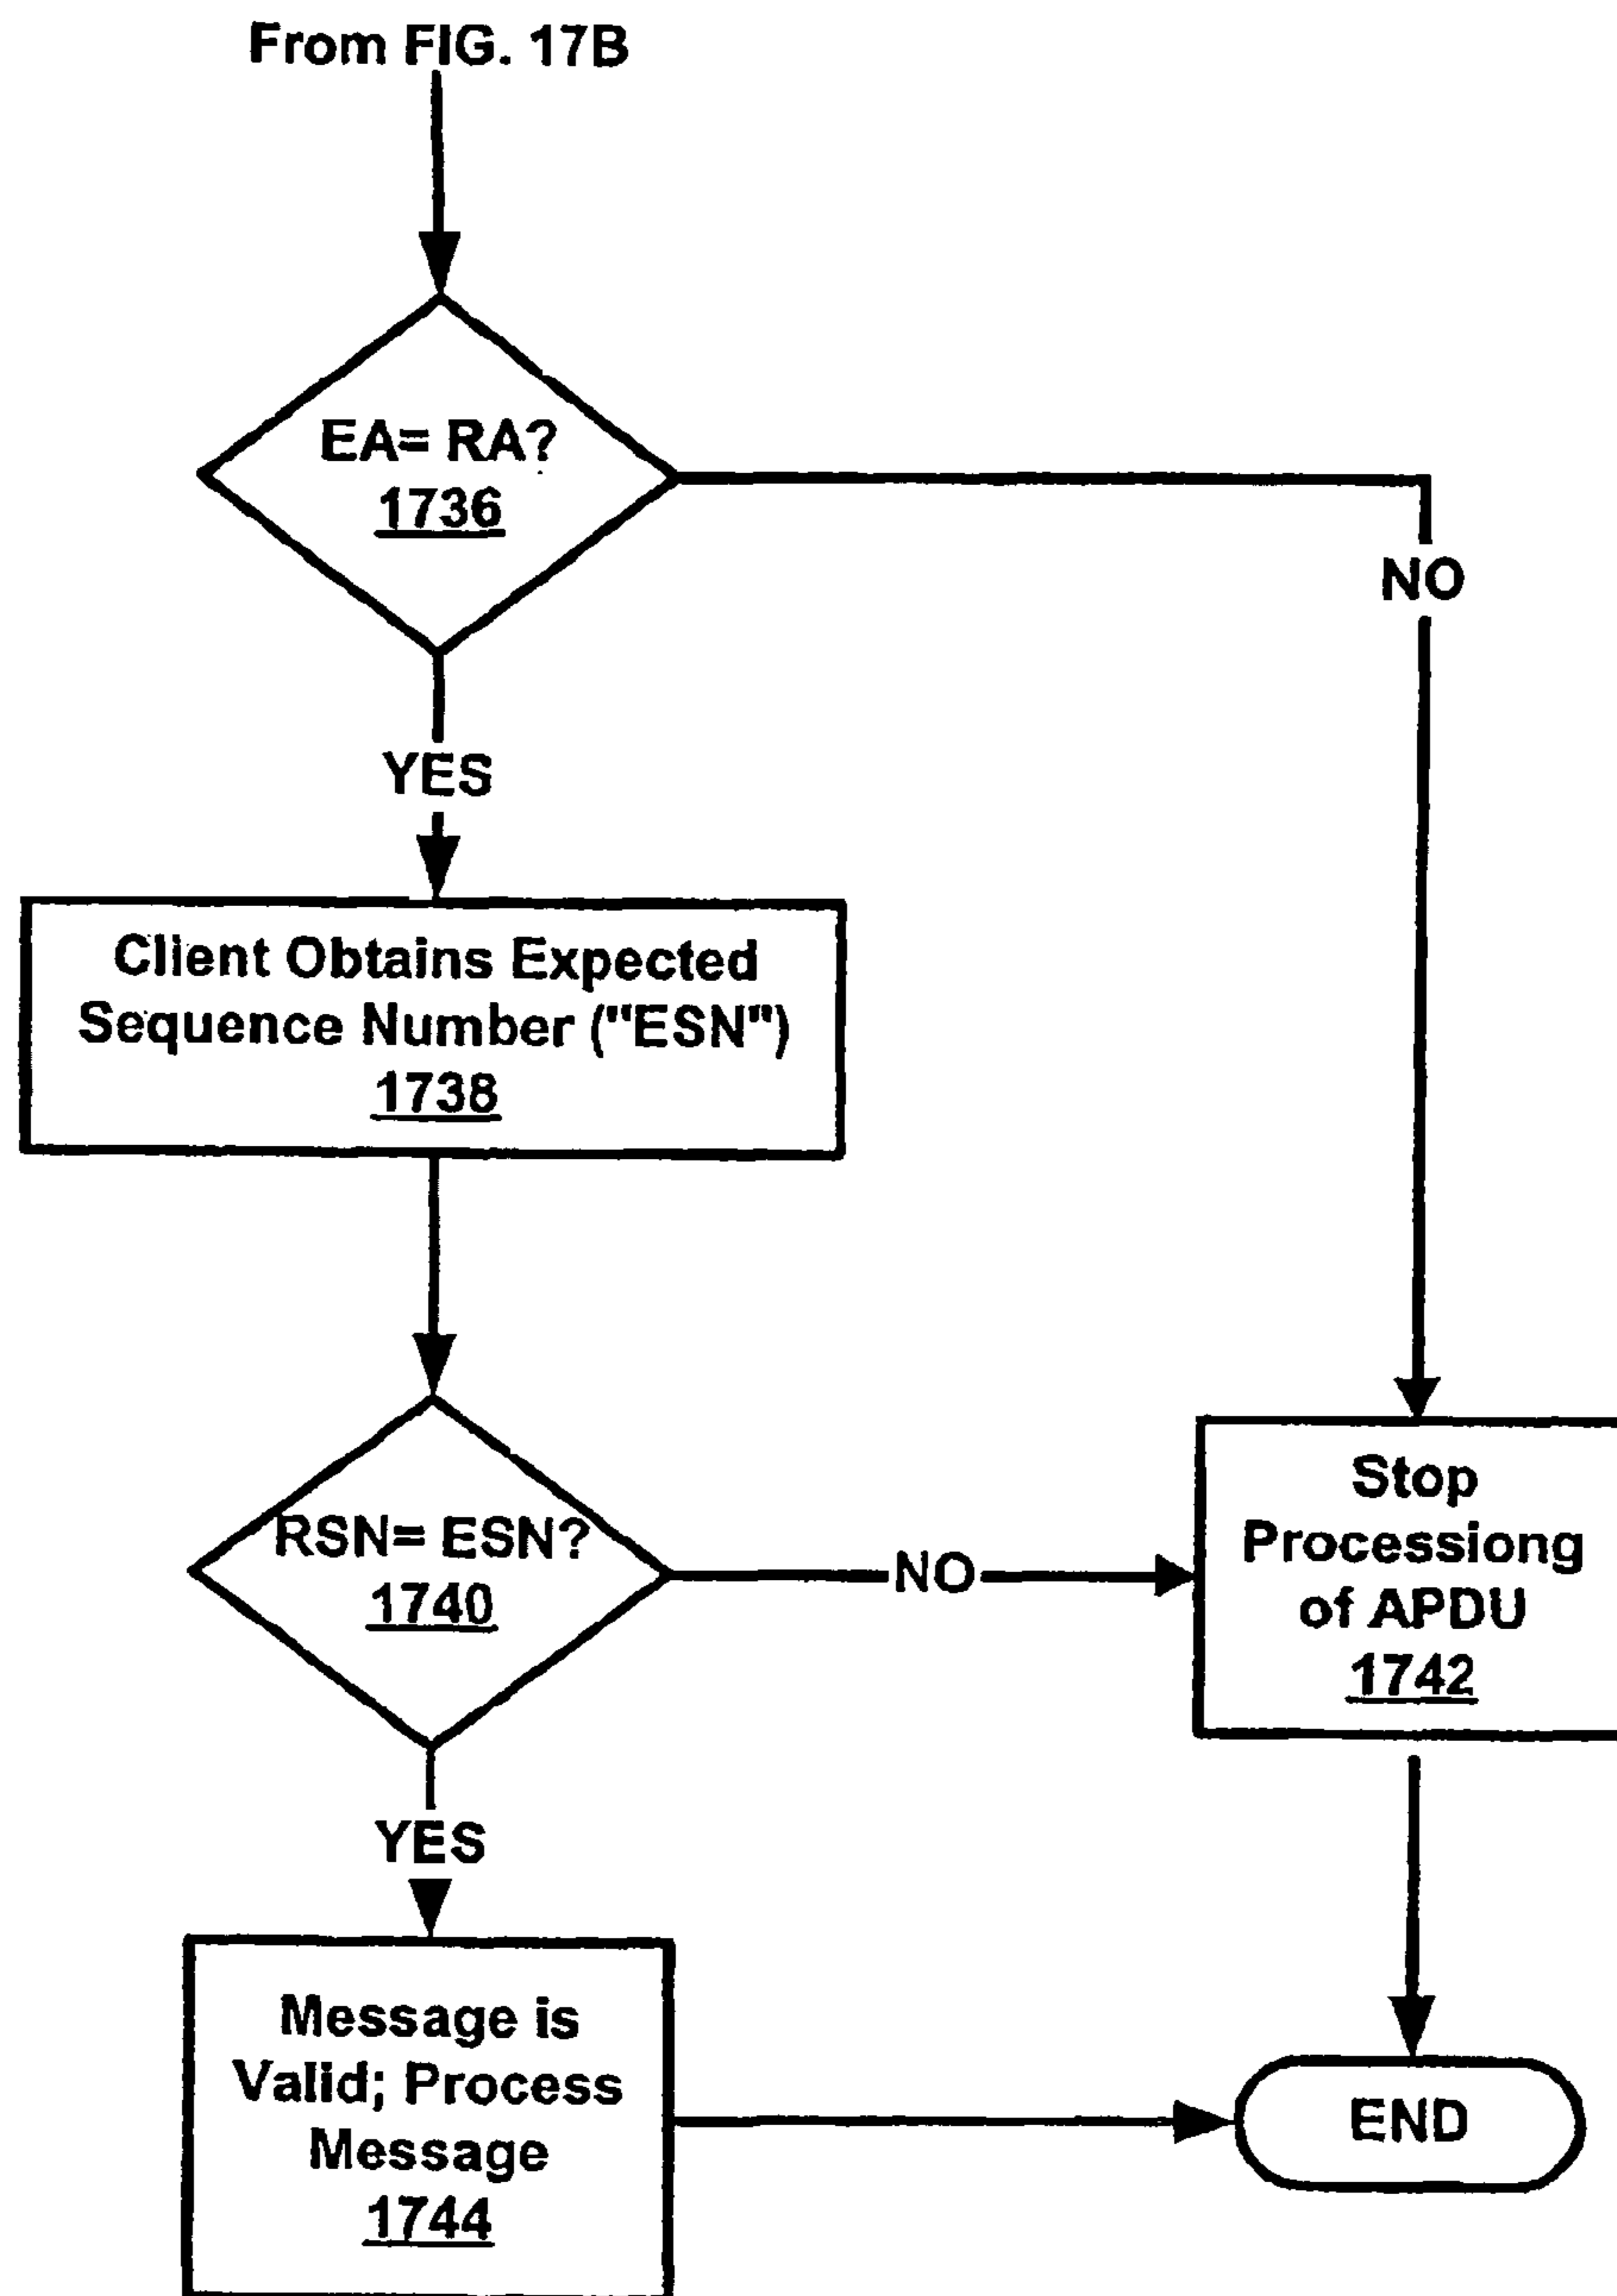 From FIG. 17B
EA= RA?
1736
NO
YES
Client Obtains Expected
Sequence Number ("ESN")
1738
RSN= ESN?
1740
NO
Stop
Processiong
of APDU
1742
YES
Message is
Valid; Process
Message
1744
END